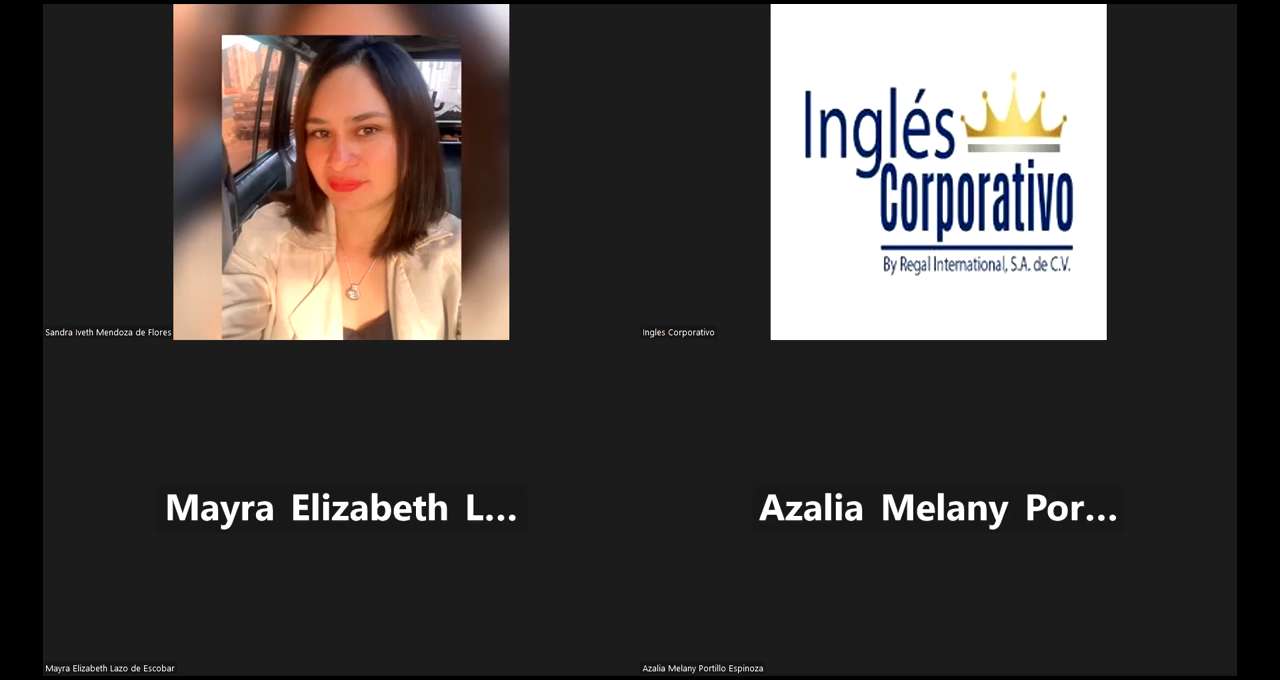 Inglés
Corporativo
By Regal International, S.A. de C.V.
Sandra Iveth Mendoza de Flores
Ingles Corporativo
Mayra Elizabeth L...
Azalia Melany Por...
Mayra Elizabeth Lazo de Escobar
Azalia Melany Portillo Espinoza